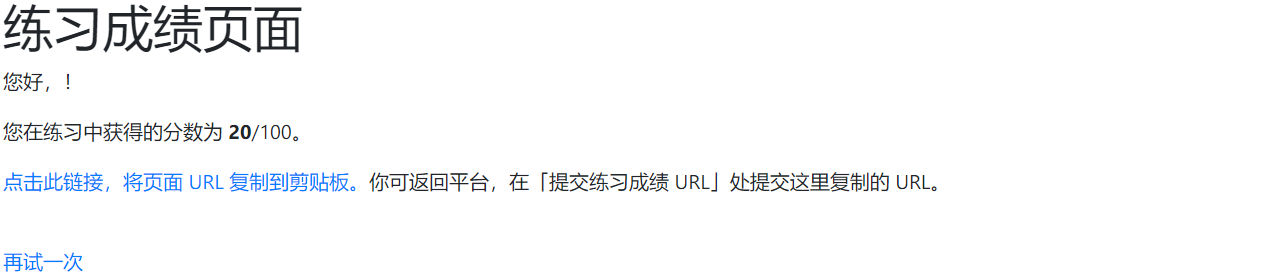 练习成绩页面
您好，!
您在练习中获得的分数为 20/100。
点击此链接，将页面 URL 复制到剪贴板。你可返回平台，在「提交练习成绩 URL」处提交这里复制的 URL。
再试一次